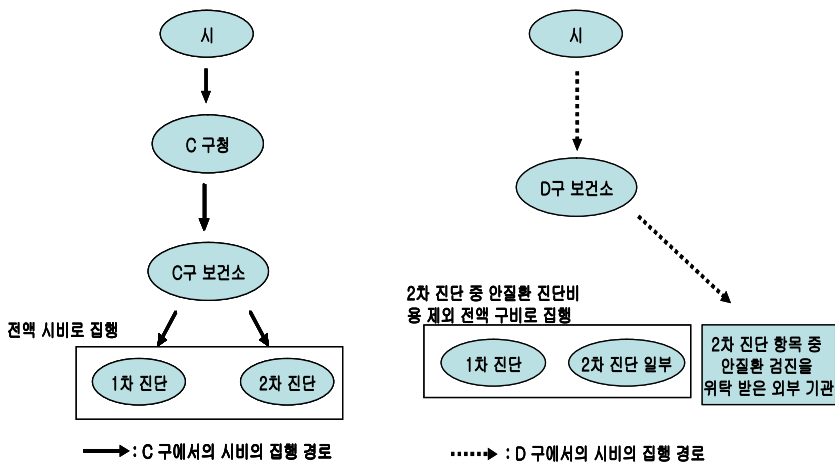 시
C 구청
C구 보건소
전액 시비로 집행
1차 진단
2차 진단
: C 구에서의 시비의 집행 경로
시
D구 보건소
2차 진단 중 안질환 진단비
용 제외 전액 구비로 집행
1차 진단
2차 진단 일부
2차 진단 항목 중
안질환 검진을
위탁 받은 외부 기관
: D 구에서의 시비의 집행 경로